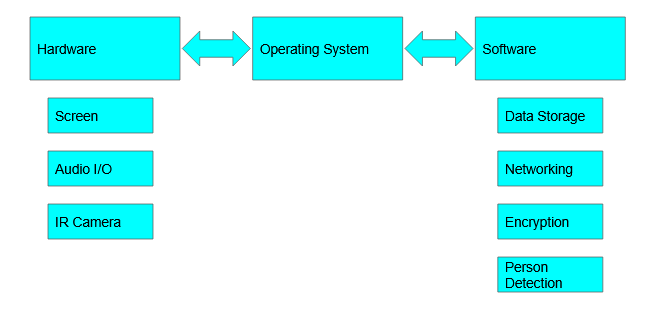 Hardware
Operating System
Software
Screen
Audio I/O
IR Camera
Data Storage
Networking
Encryption
Person
Detection